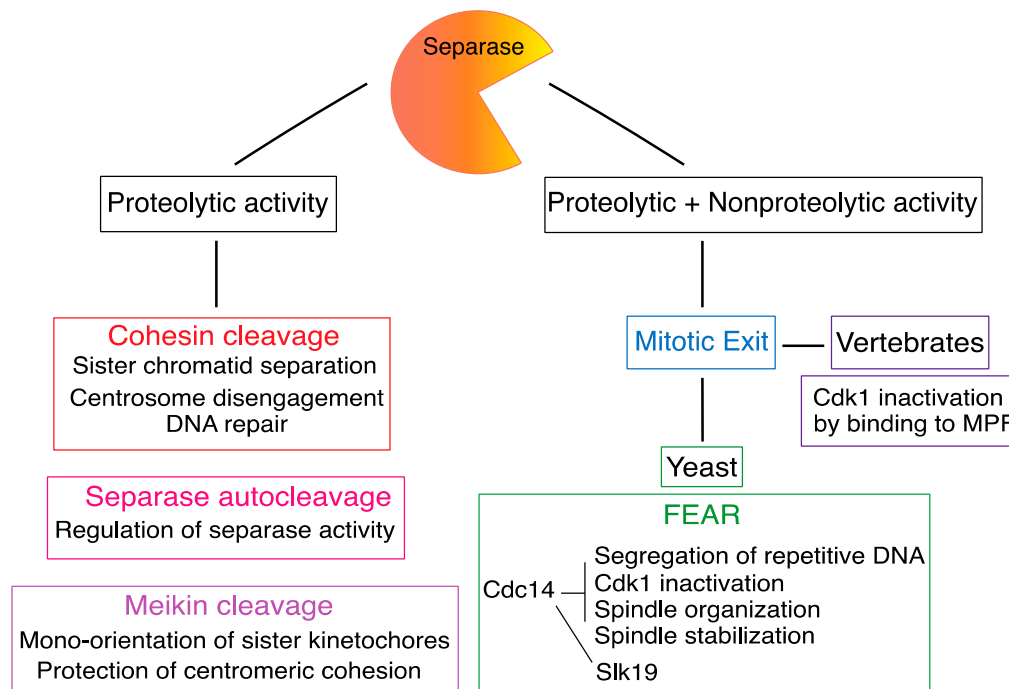 Separase
Proteolytic activity
Proteolytic + Nonproteolytic activity
Cohesin cleavage
Sister chromatid separation
Centrosome disengagement
DNA repair
Separase autocleavage
Regulation of separase activity
Meikin cleavage
Mono-orientation of sister kinetochores
Protection of centromeric cohesion
Mitotic Exit
Vertebrates
Cdk1 inactivation
by binding to MPF
Yeast
FEAR
Cdc14
Segregation of repetitive DNA
Cdk1 inactivation
Spindle organization
Spindle stabilization
Slk19